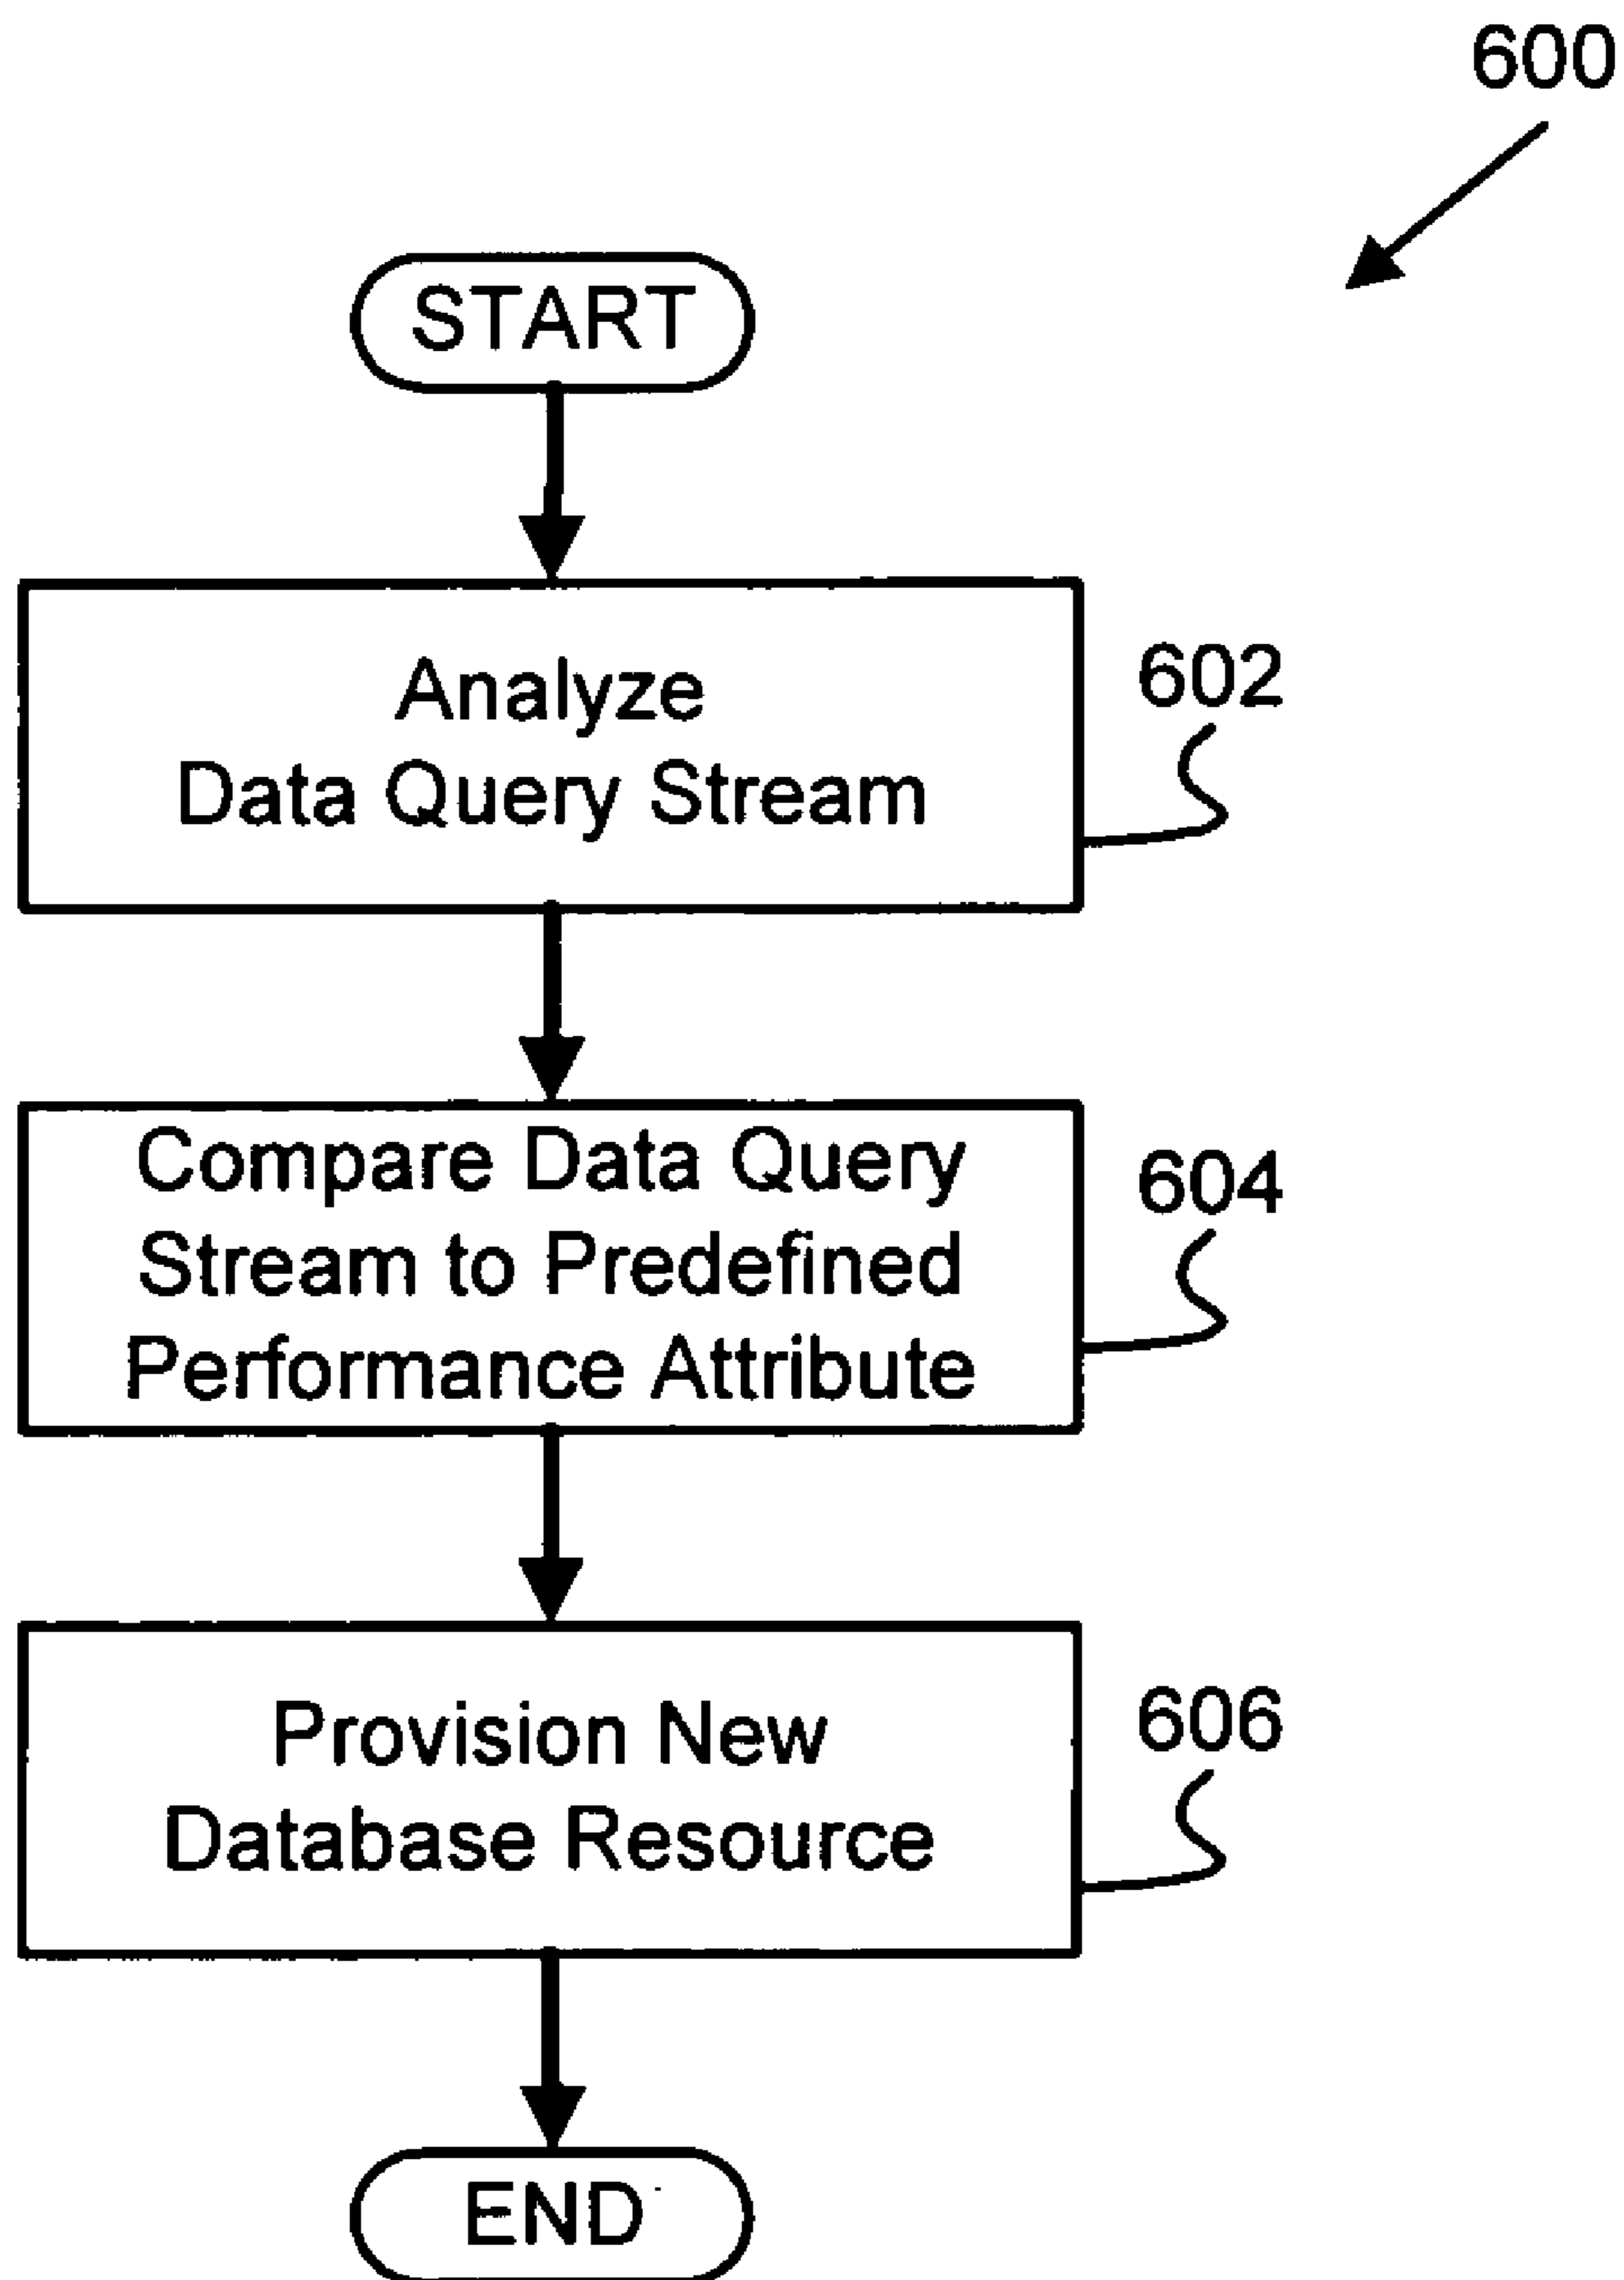 600
START
Analyze
Data Query Stream
602
Compare Data Query
Stream to Predefined
Performance Attribute
604
Provision New
Database Resource
606
END